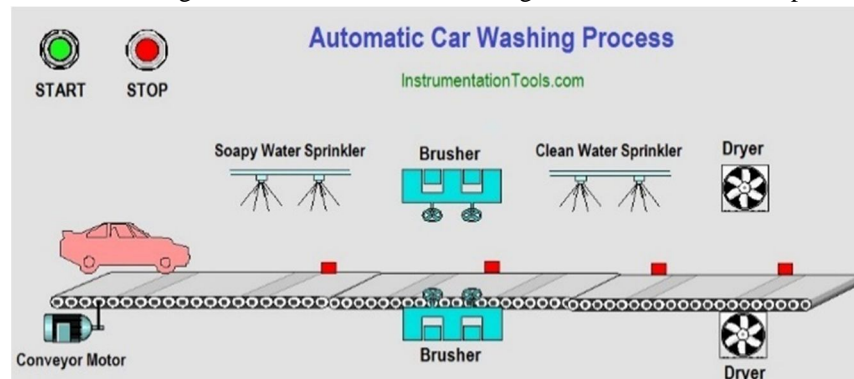 Automatic Car Washing Process
InstrumentationTools.com
START
STOP
Soapy Water Sprinkler
Brusher
Clean Water Sprinkler
Dryer
Conveyor Motor
Brusher
Dryer